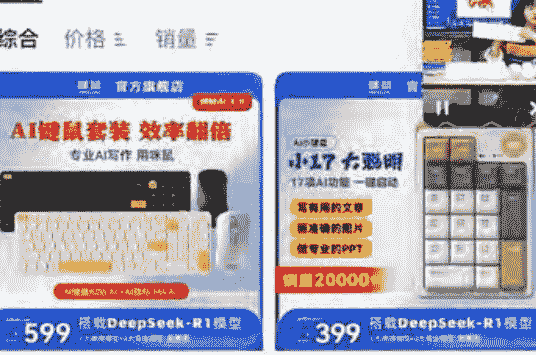 综合 价格 销量
官方旗舰店
AI键鼠套装 效率翻倍
专业AI写作 用咪鼠
599 搭载DeepSeek-R1模型
官
小17 大聪明
17项AI功能 一键启动
写有用的文章
画准确的图片
做专业的PPT
销量20000+
399 搭载DeepSeek-R1模型